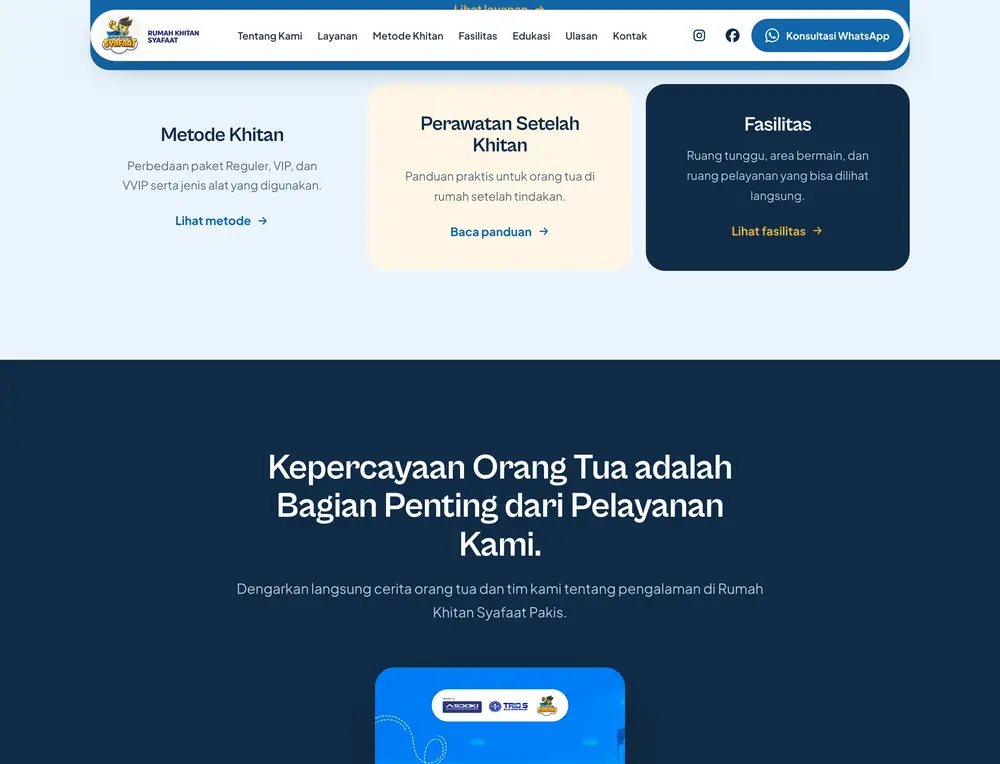 Lihat layanan →
SYAFAAT
RUMAH KHITAN
SYAFAAT
Tentang Kami
Layanan
Metode Khitan
Fasilitas
Edukasi
Ulasan
Kontak
Konsultasi WhatsApp
Metode Khitan
Perbedaan paket Reguler, VIP, dan
VVIP serta jenis alat yang digunakan.
Lihat metode →
Perawatan Setelah
Khitan
Panduan praktis untuk orang tua di
rumah setelah tindakan.
Baca panduan →
Fasilitas
Ruang tunggu, area bermain, dan
ruang pelayanan yang bisa dilihat
langsung.
Lihat fasilitas →
Kepercayaan Orang Tua adalah
Bagian Penting dari Pelayanan
Kami.
Dengarkan langsung cerita orang tua dan tim kami tentang pengalaman di Rumah
Khitan Syafaat Pakis.
ASDOKI
TRIO.S